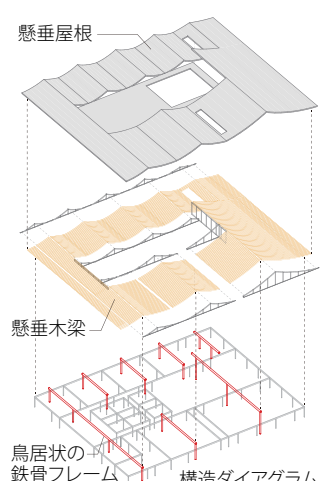 懸垂屋根
懸垂木梁
鳥居状の
鉄骨フレーム
構造ダイアグラム